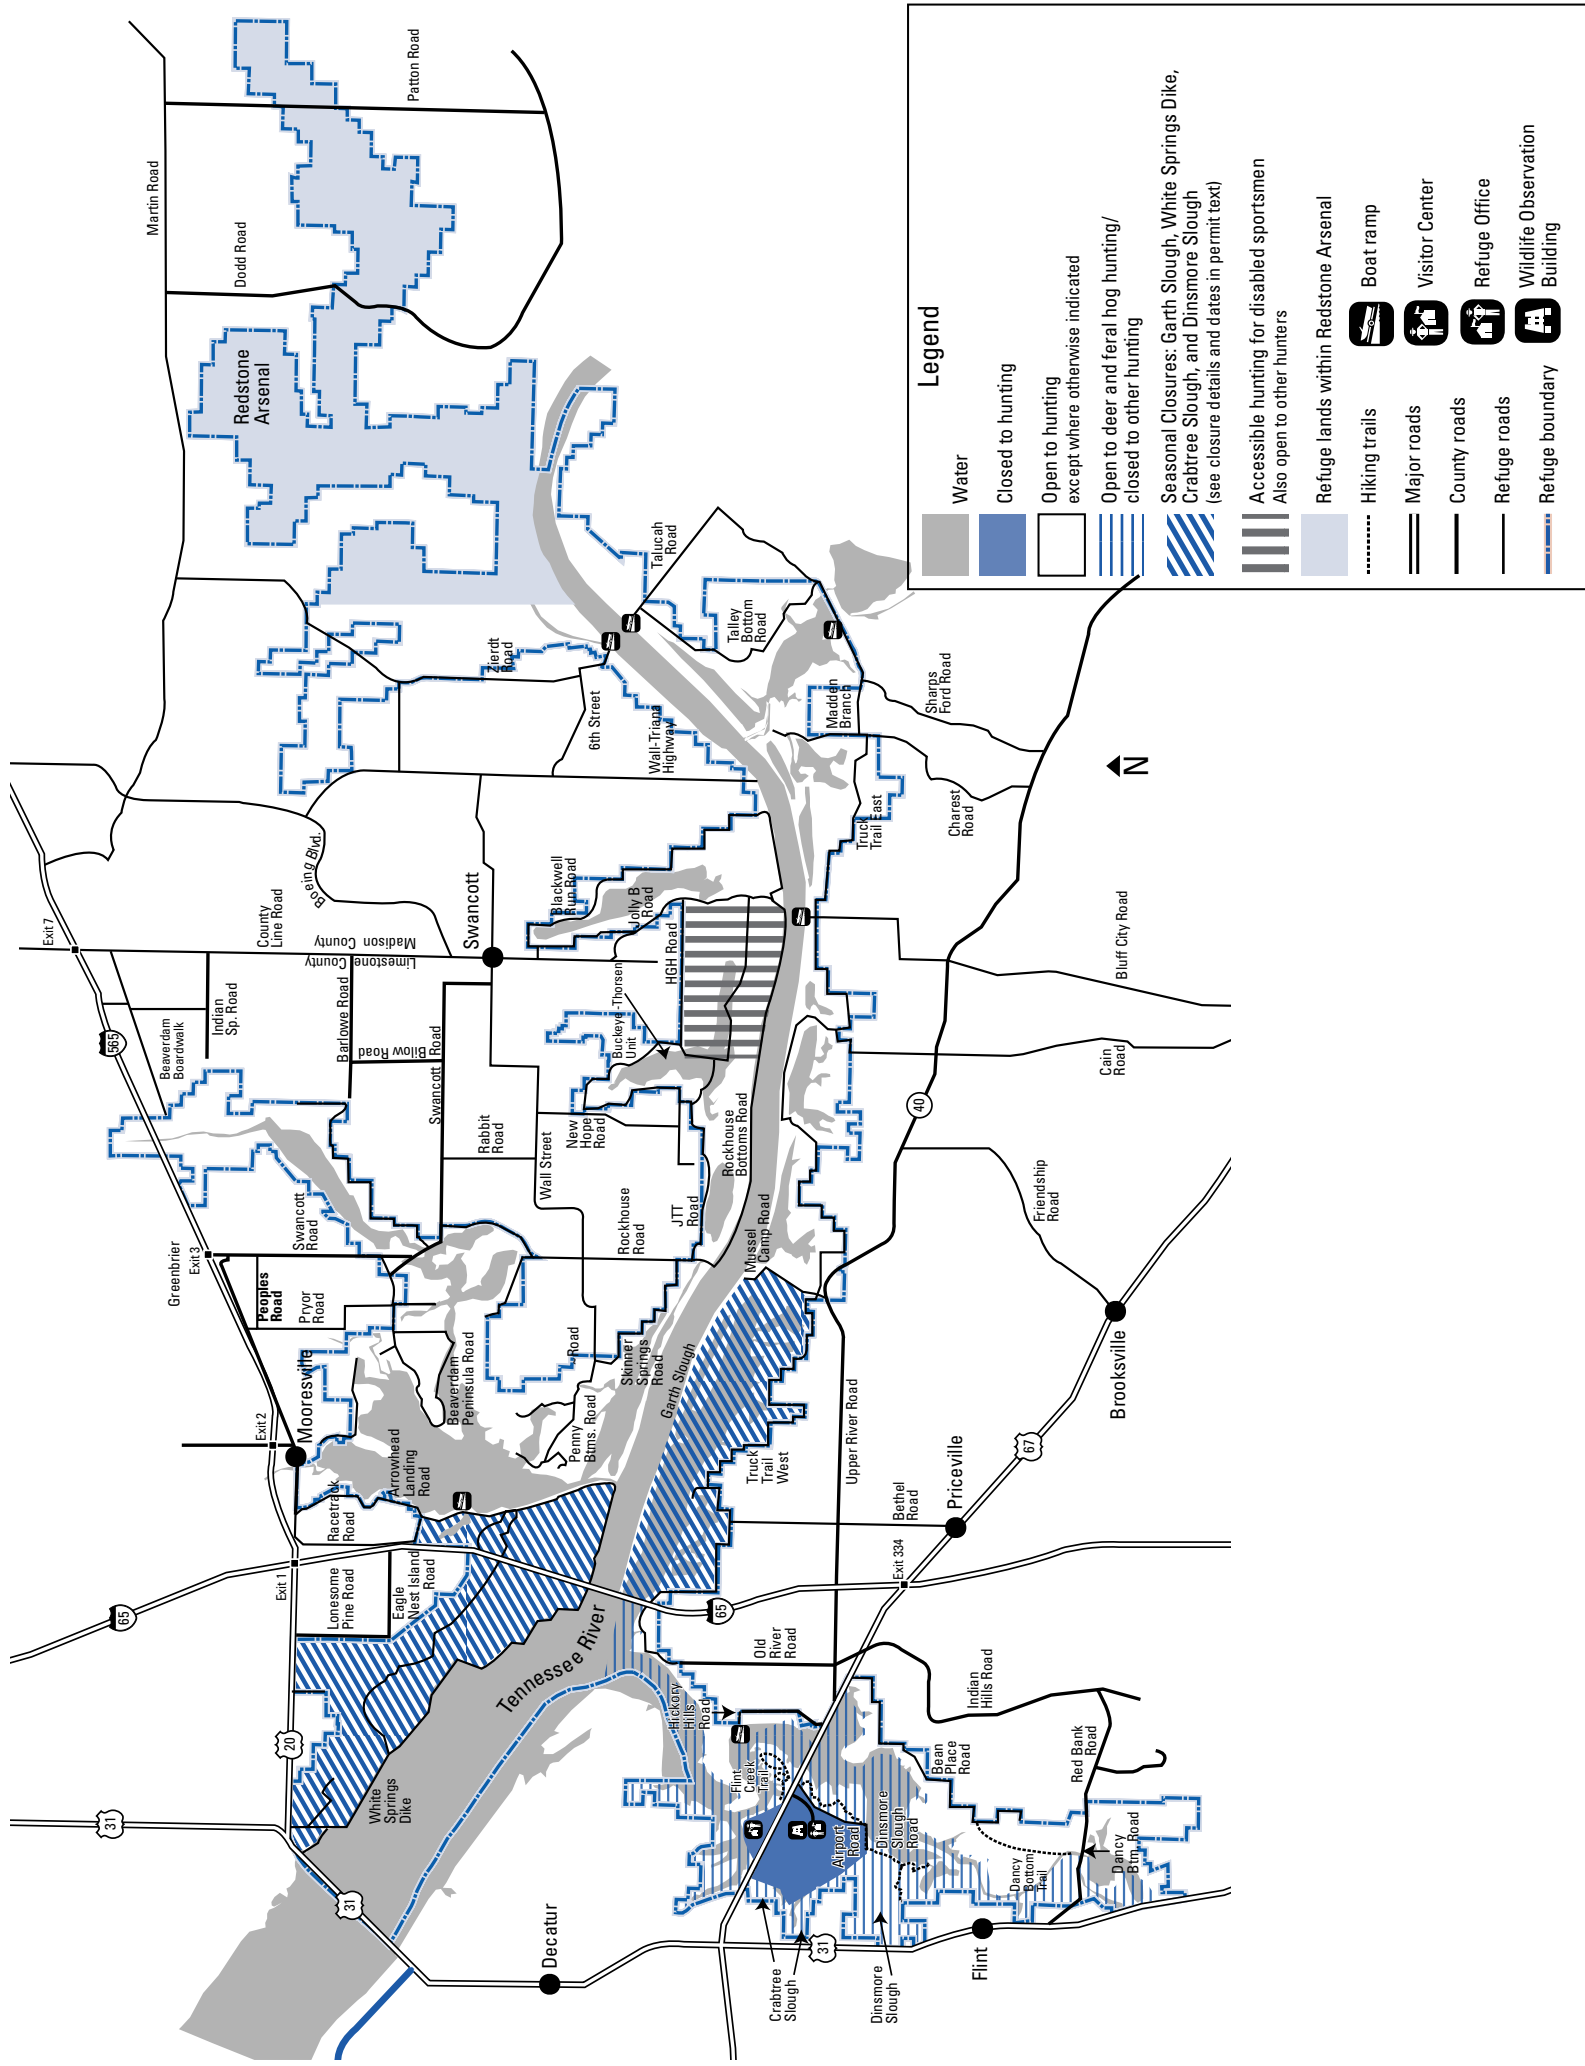 Martin Road
Patton Road
Dodd Road
Redstone
Arsenal
Talucah
Road
Talley
Bottom
Road
Zierdt
Road
6th Street
Wall-Triana
Highway
Madden
Branch
Sharps
Ford Road
Charest
Road
Truck
Trail East
N
Boeing Blvd.
County
Line Road
Madison County
Limestone County
Exit 7
Swancott
Blackwell
Run Road
Jolly B
Road
HGH Road
Buckeye-Thorsen
Unit
Bluff City Road
Cain
Road
40
565
Beaverdam
Boardwalk
Indian
Sp. Road
Barlowe Road
Bilow Road
Swancott Road
Rabbit
Road
Wall Street
New
Hope
Road
Rockhouse
Bottoms Road
JTT
Road
Rockhouse
Road
Mussel
Camp Road
Friendship
Road
Greenbrier
Exit 3
Swancott
Road
Peoples
Road
Pryor
Road
Mooresville
Exit 2
Beaverdam
Peninsula Road
Road
Skinner
Springs
Road
Garth Slough
Penny
Btms. Road
Arrowhead
Landing
Road
Racetrack
Road
Truck
Trail
West
Upper River Road
Brooksville
67
Bethel
Road
Priceville
Exit 334
65
Exit 1
Lonesome
Pine Road
Eagle
Nest Island
Road
65
Tennessee River
Old
River
Road
Indian
Hills Road
Hickory
Hills
Road
20
31
White
Springs
Dike
Flint
Creek
Trail
Bean
Place
Road
Red Bank
Road
Airport
Road
Dinsmore
Slough
Road
Dancy
Bottom
Trail
Dancy
Btm. Road
31
Decatur
31
Flint
Crabtree
Slough
Dinsmore
Slough
Legend
Water
Closed to hunting
Open to hunting
except where otherwise indicated
Open to deer and feral hog hunting/
closed to other hunting
Seasonal Closures: Garth Slough, White Springs Dike,
Crabtree Slough, and Dinsmore Slough
(see closure details and dates in permit text)
Accessible hunting for disabled sportsmen
Also open to other hunters
Refuge lands within Redstone Arsenal
Hiking trails
Major roads
County roads
Refuge roads
Refuge boundary
Boat ramp
Visitor Center
Refuge Office
Wildlife Observation
Building